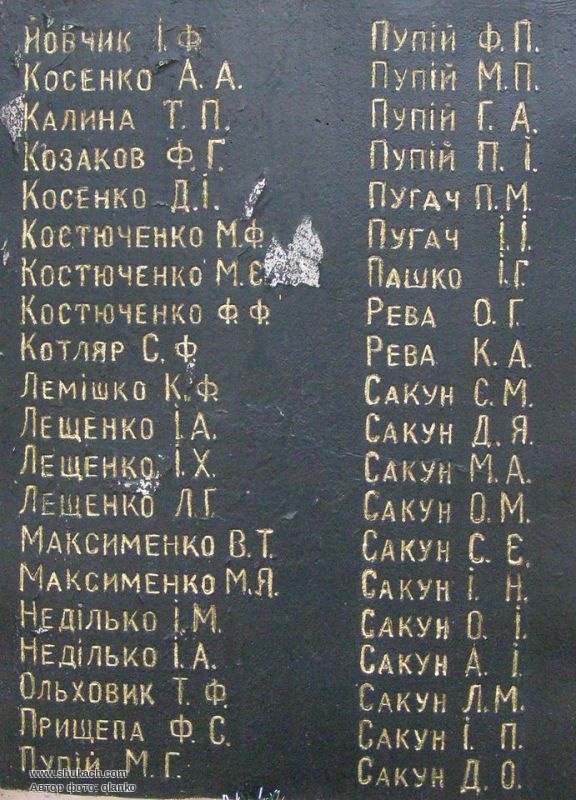 Йовчик І. Ф.
Косенко А. А.
Калина Т. П.
Козаков Ф. Г.
Косенко Д. І.
Костюченко М. Ф.
Костюченко М. Є.
Костюченко Ф. Ф.
Котляр С. Ф.
Лемішко К. Ф.
Лещенко І. А.
Лещенко І. Х.
Лещенко Л. Г.
Максименко В. Т.
Максименко М. Я.
Неділько І. М.
Неділько І. А.
Ольховик Т. Ф.
Прищепа Ф. С.
Пупій М. Г.
Пупій Ф. П.
Пупій М. П.
Пупій Г. А.
Пупій П. І.
Пугач П. М.
Пугач І. І.
Пашко І. Г.
Рева О. Г.
Рева К. А.
Сакун С. М.
Сакун Д. Я.
Сакун М. А.
Сакун О. М.
Сакун С. Є.
Сакун І. Н.
Сакун О. І.
Сакун А. І.
Сакун Л. М.
Сакун І. П.
Сакун Д. О.
www.shukach.com
Автор фото: olanko